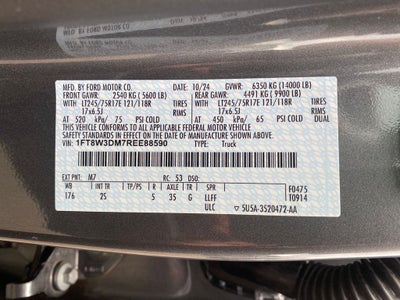 MFD. BY FORD MOTOR CO. 10/24 GVWR: 6350 KG (14000 LB)
FRONT GAWR: 2540 KG (5600 LB) REAR GAWR: 4491 KG (9900 LB)
WITH LT245/75R17E 121/118R TIRES WITH LT245/75R17E 121/118R TIRES
17x6.5J RIMS 17x6.5J RIMS
AT 520 kPa/ 75 PSI COLD AT 450 kPa/ 65 PSI COLD DUAL
THIS VEHICLE CONFORMS TO ALL APPLICABLE FEDERAL MOTOR VEHICLE
SAFETY STANDARDS IN EFFECT ON THE DATE OF MANUFACTURE SHOWN ABOVE.
VIN: 1FT8W3DM7REE88590 TYPE: Truck
EXT PNT: M7 RC: 53 DSO:
WB INT TR TP/PS R AXLE TR SPR F0475
176 25 5 35 G LLFF T0914
ULC 5U5A-3520472-AA